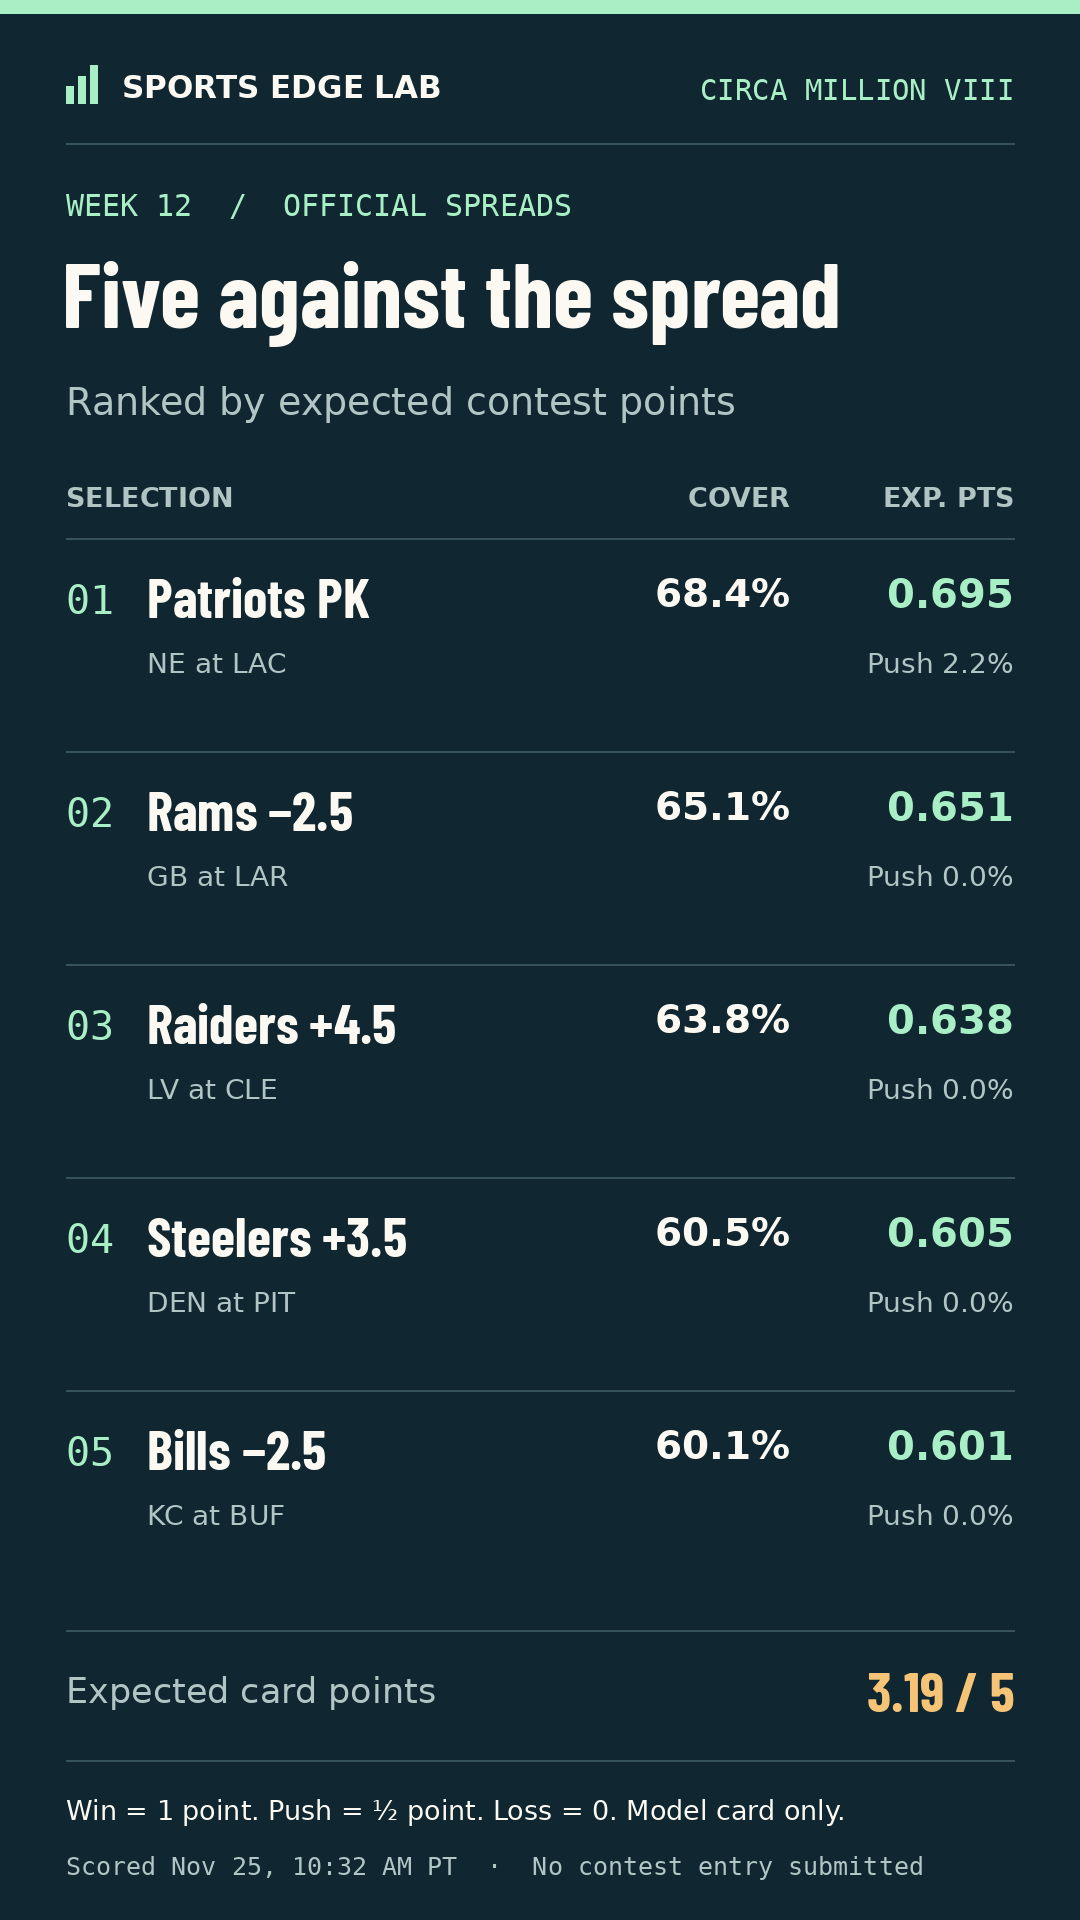 SPORTS EDGE LAB CIRCA MILLION VIII
WEEK 12 / OFFICIAL SPREADS
Five against the spread
Ranked by expected contest points
SELECTION COVER EXP. PTS
01 Patriots PK 68.4% 0.695
NE at LAC Push 2.2%
02 Rams −2.5 65.1% 0.651
GB at LAR Push 0.0%
03 Raiders +4.5 63.8% 0.638
LV at CLE Push 0.0%
04 Steelers +3.5 60.5% 0.605
DEN at PIT Push 0.0%
05 Bills −2.5 60.1% 0.601
KC at BUF Push 0.0%
Expected card points 3.19 / 5
Win = 1 point. Push = ½ point. Loss = 0. Model card only.
Scored Nov 25, 10:32 AM PT · No contest entry submitted